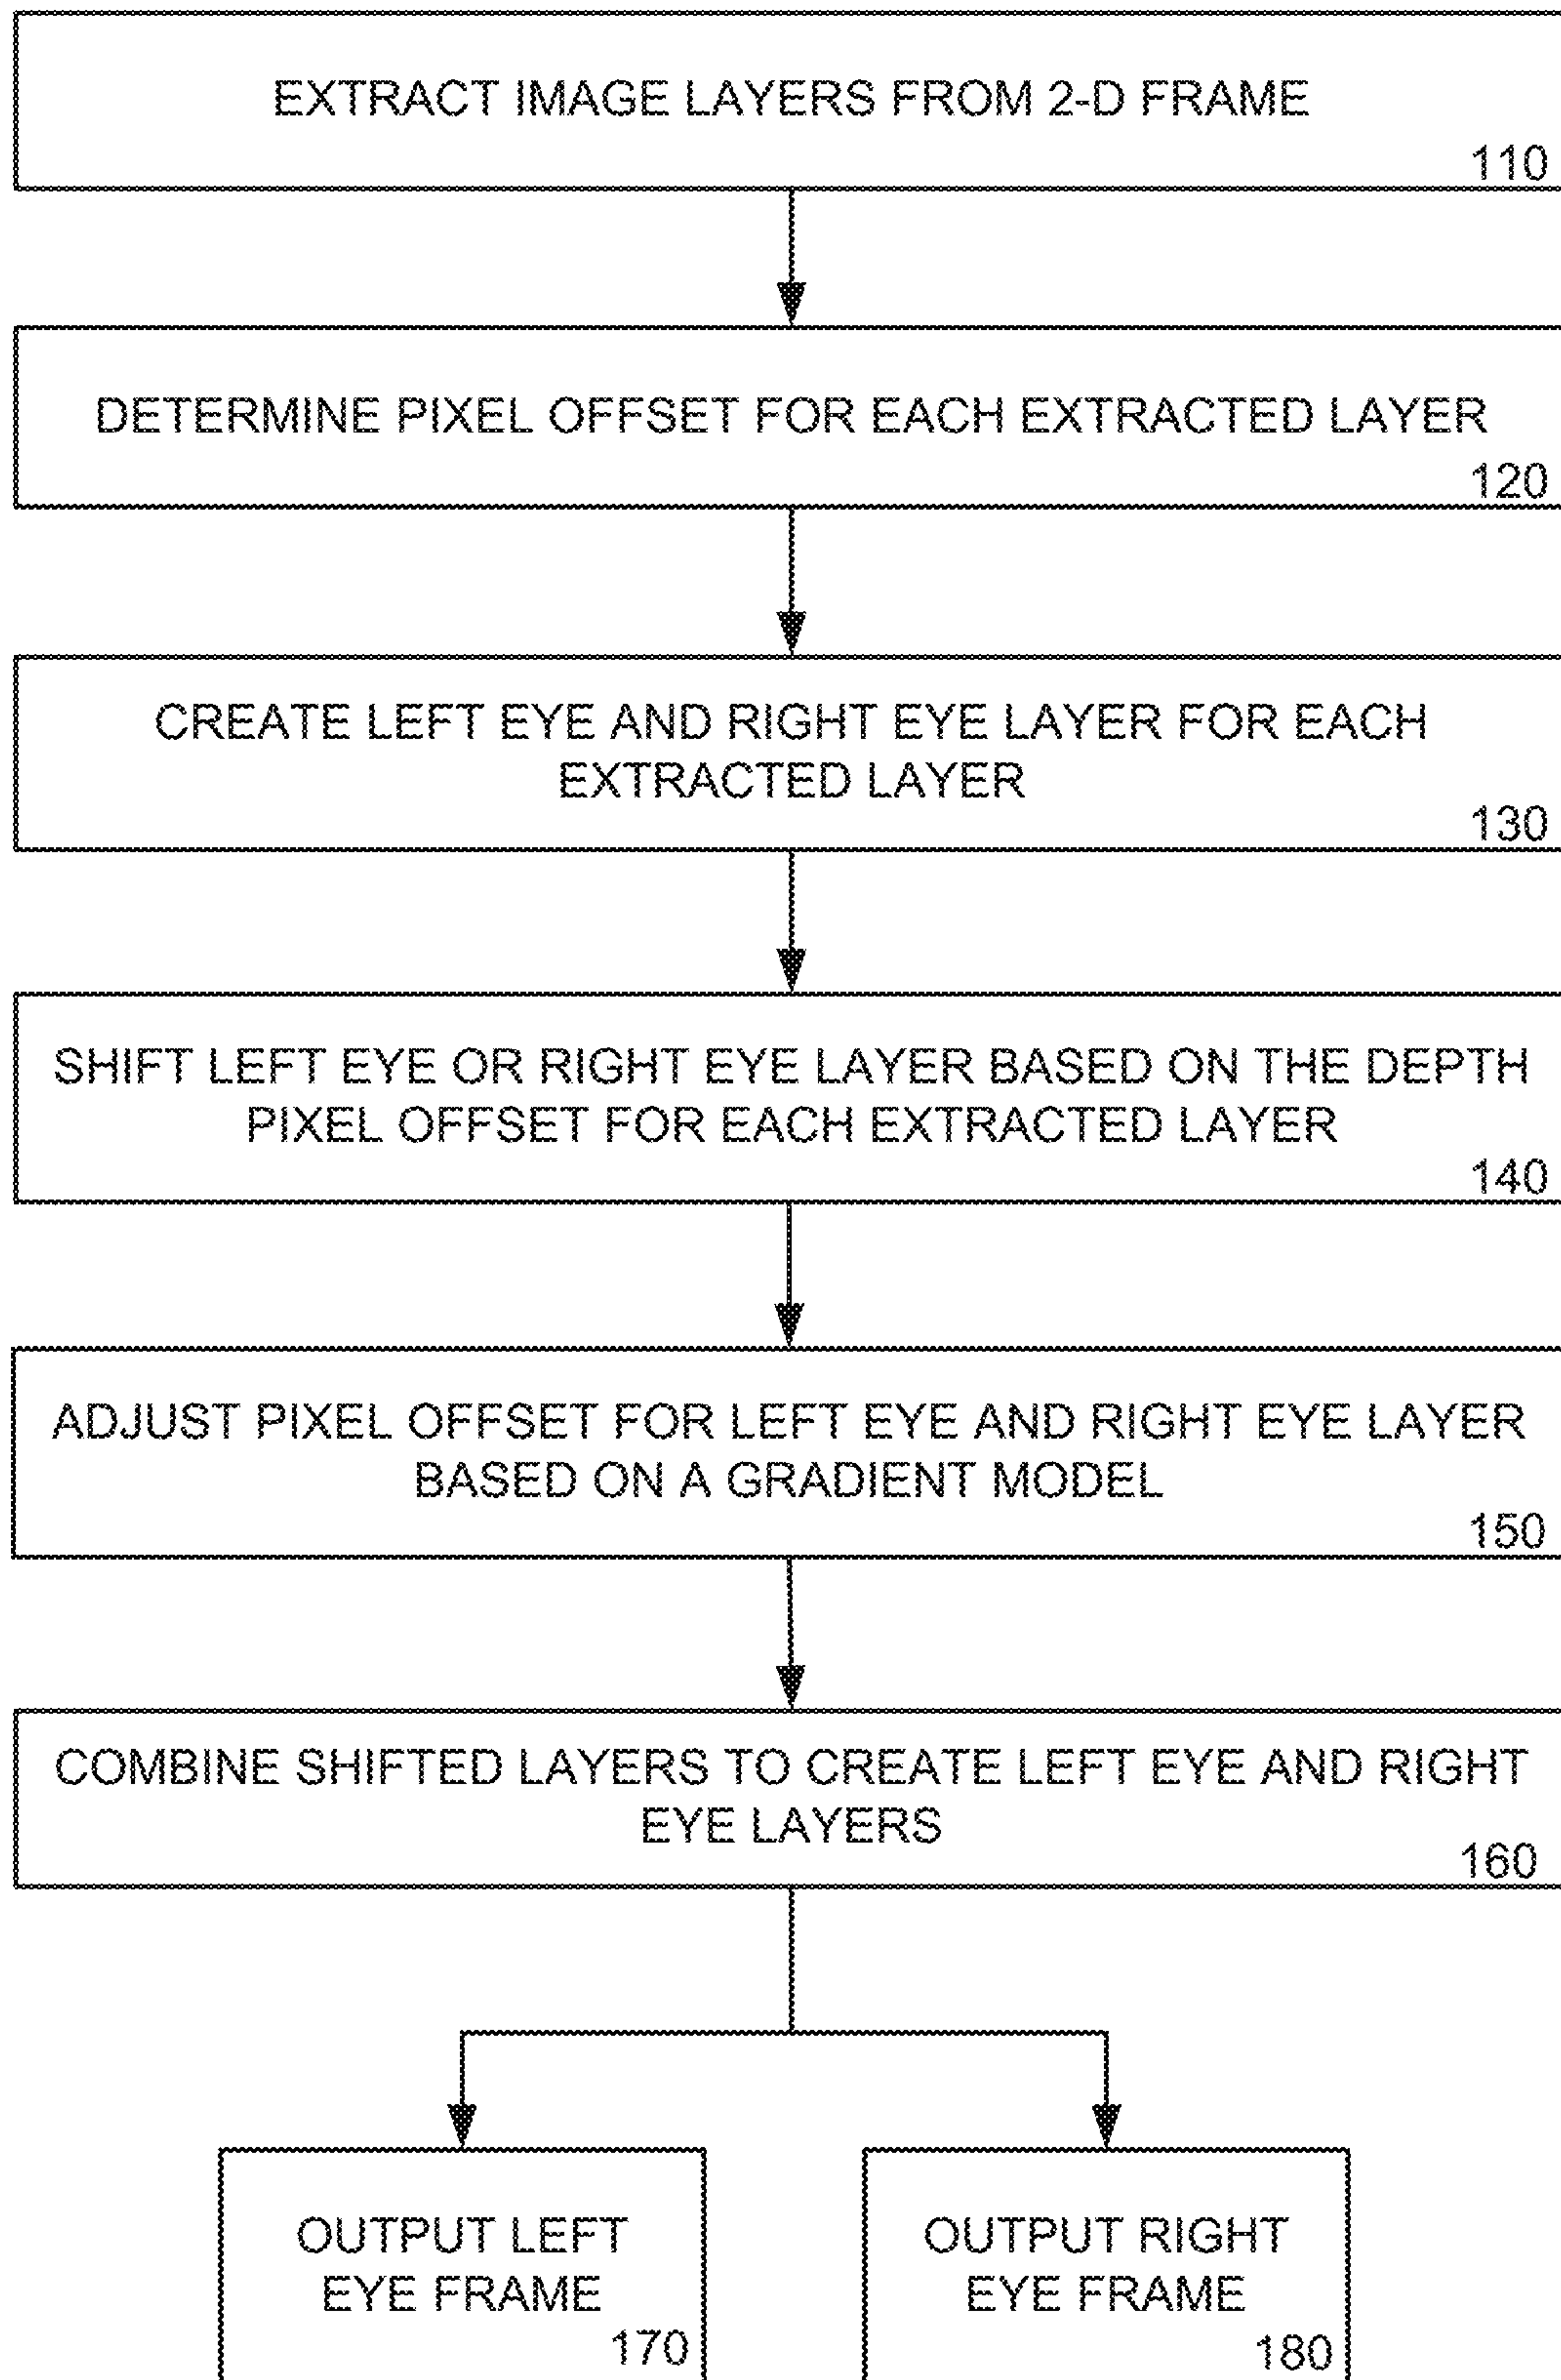 EXTRACT IMAGE LAYERS FROM 2-D FRAME
110
DETERMINE PIXEL OFFSET FOR EACH EXTRACTED LAYER
120
CREATE LEFT EYE AND RIGHT EYE LAYER FOR EACH
EXTRACTED LAYER
130
SHIFT LEFT EYE OR RIGHT EYE LAYER BASED ON THE DEPTH
PIXEL OFFSET FOR EACH EXTRACTED LAYER
140
ADJUST PIXEL OFFSET FOR LEFT EYE AND RIGHT EYE LAYER
BASED ON A GRADIENT MODEL
150
COMBINE SHIFTED LAYERS TO CREATE LEFT EYE AND RIGHT
EYE LAYERS
160
OUTPUT LEFT
EYE FRAME
170
OUTPUT RIGHT
EYE FRAME
180